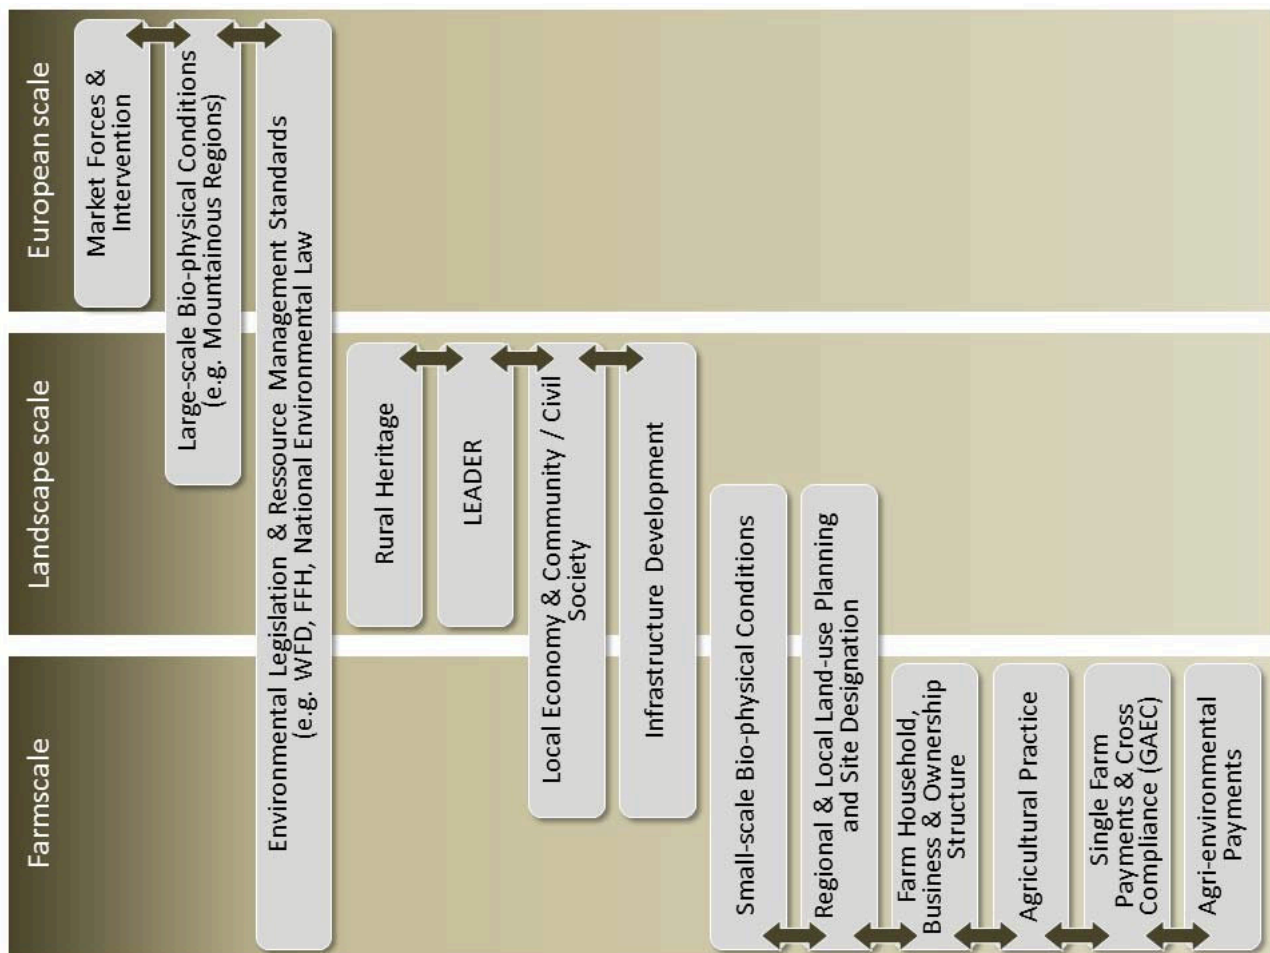 Farmscale
Landscape scale
European scale
Market Forces &
Intervention
Large-scale Bio-physical Conditions
(e.g. Mountainous Regions)
Environmental Legislation & Ressource Management Standards
(e.g. WFD, FFH, National Environmental Law
Rural Heritage
LEADER
Local Economy & Community / Civil
Society
Infrastructure Development
Small-scale Bio-physical Conditions
Regional & Local Land-use Planning
and Site Designation
Farm Household,
Business & Ownership
Structure
Agricultural Practice
Single Farm
Payments & Cross
Compliance (GAEC)
Agri-environmental
Payments